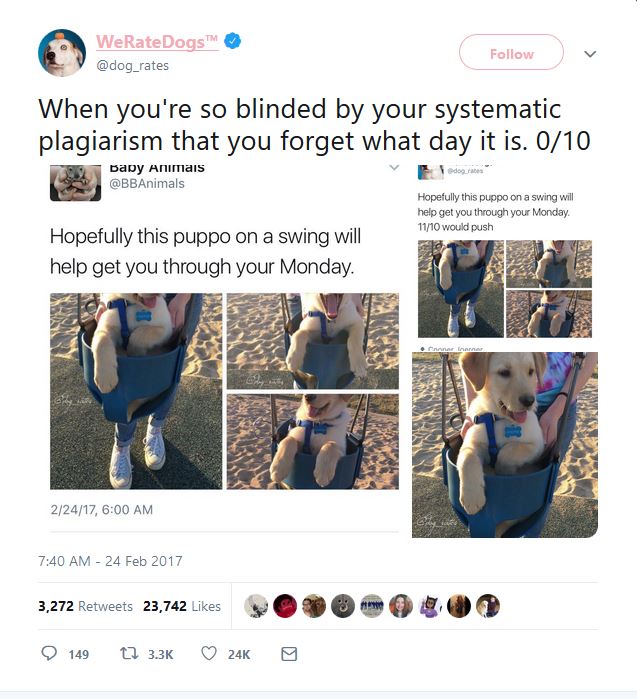 WeRateDogs™
@dog_rates
Follow
When you're so blinded by your systematic
plagiarism that you forget what day it is. 0/10
Baby Animals
@BBAnimals
Hopefully this puppo on a swing will
help get you through your Monday.
2/24/17, 6:00 AM
@dog_rates
Hopefully this puppo on a swing will
help get you through your Monday.
11/10 would push
7:40 AM - 24 Feb 2017
3,272 Retweets 23,742 Likes
149 3.3K 24K